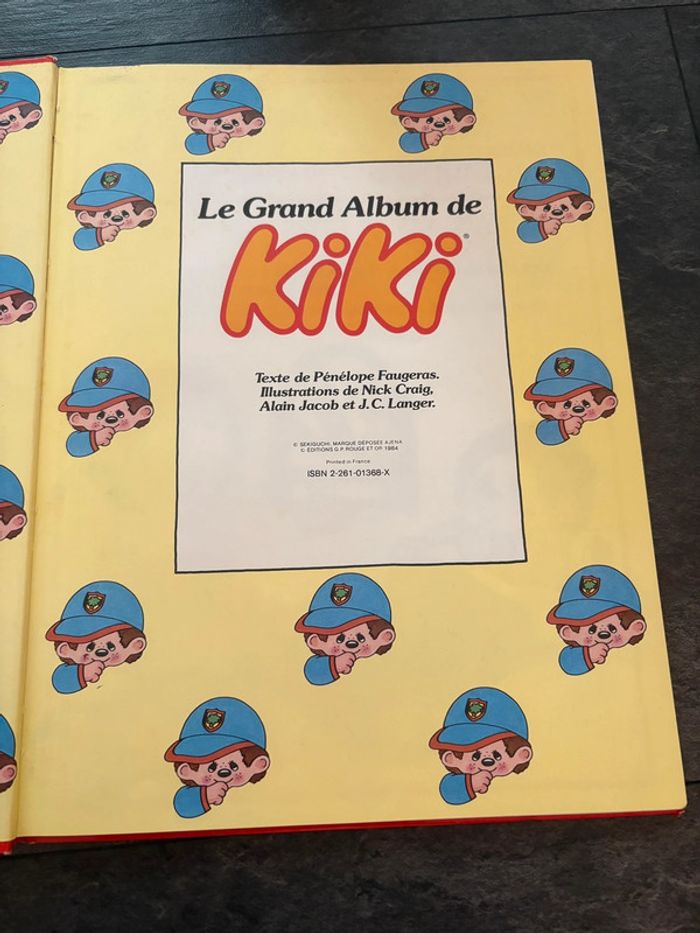 Le Grand Album de
KiKi®
Texte de Pénélope Faugeras.
Illustrations de Nick Craig,
Alain Jacob et J.C. Langer.
© SEKIGUCHI, MARQUE DÉPOSÉE AJENA
© EDITIONS G.P. ROUGE ET OR 1984
Printed in France
ISBN 2-261-01368-X